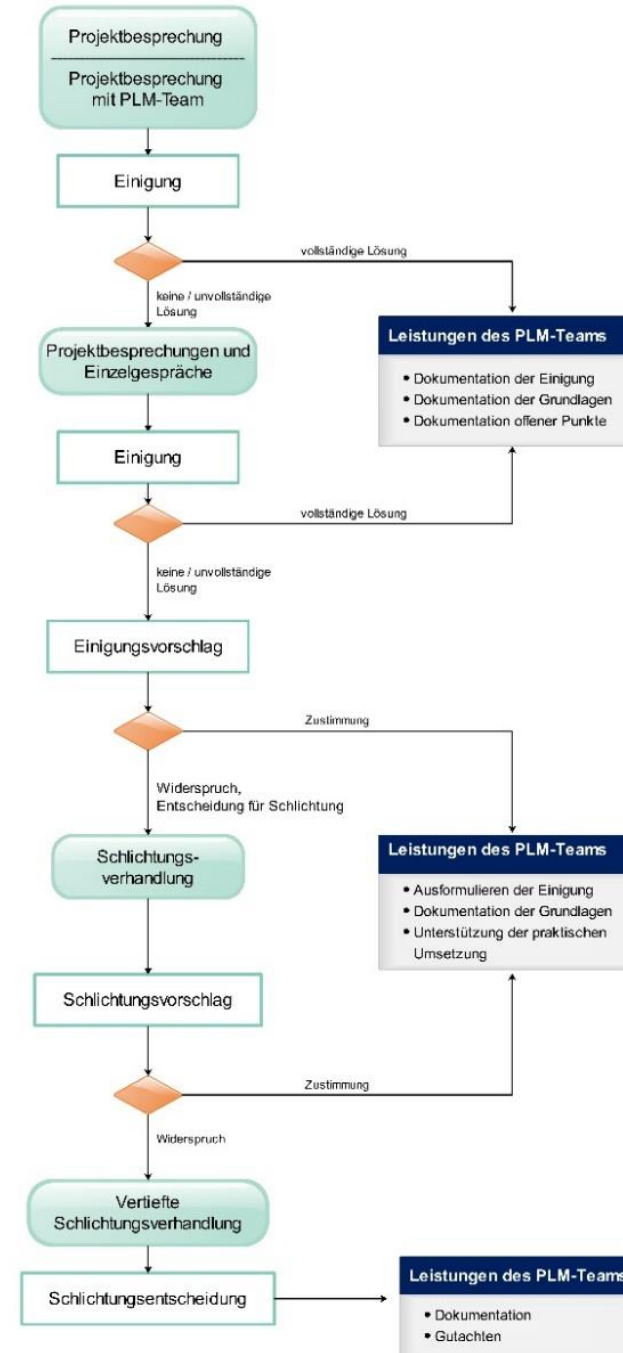 Projektbesprechung
Projektbesprechung
mit PLM-Team
Einigung
vollständige Lösung
keine / unvollständige
Lösung
Projektbesprechungen und
Einzelgespräche
Leistungen des PLM-Teams
• Dokumentation der Einigung
• Dokumentation der Grundlagen
• Dokumentation offener Punkte
Einigung
vollständige Lösung
keine / unvollständige
Lösung
Einigungsvorschlag
Zustimmung
Widerspruch,
Entscheidung für Schlichtung
Schlichtungs-
verhandlung
Leistungen des PLM-Teams
• Ausformulieren der Einigung
• Dokumentation der Grundlagen
• Unterstützung der praktischen
Umsetzung
Schlichtungsvorschlag
Zustimmung
Widerspruch
Vertiefte
Schlichtungsverhandlung
Schlichtungsentscheidung
Leistungen des PLM-Teams
• Dokumentation
• Gutachten